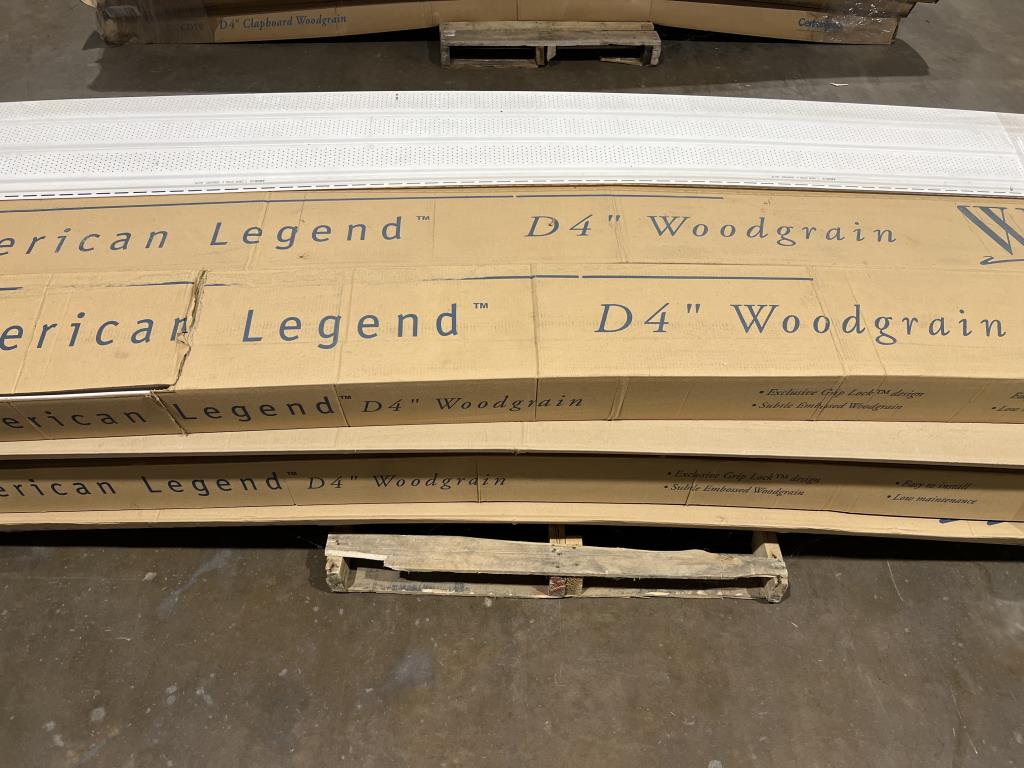 D4" Clapboard Woodgrain
erican Legend™ D4" Woodgrain W
erican Legend™ D4" Woodgrain
erican Legend™ D4" Woodgrain
• Exclusive Grip Lock™ design
• Subtle Embossed Woodgrain
Ea
• Low
erican Legend™ D4" Woodgrain
• Exclusive Grip Lock™ design
• Subtle Embossed Woodgrain
• Easy to install
• Low maintenance